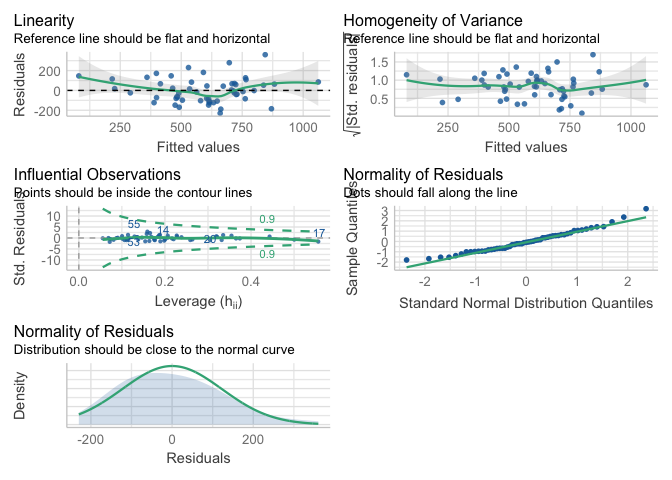 Linearity
Reference line should be flat and horizontal
Residuals
200
0
-200
250
500
750
1000
Fitted values
Homogeneity of Variance
Reference line should be flat and horizontal
√|Std. residuals|
1.5
1.0
0.5
250
500
750
1000
Fitted values
Influential Observations
Points should be inside the contour lines
Std. Residuals
10
5
0
-5
-10
55
14
53
0.9
17
0.9
0.0
0.2
0.4
Leverage (hii)
Normality of Residuals
Dots should fall along the line
Sample Quantiles
3
2
1
0
-1
-2
-2
-1
0
1
2
Standard Normal Distribution Quantiles
Normality of Residuals
Distribution should be close to the normal curve
Density
-200
0
200
Residuals